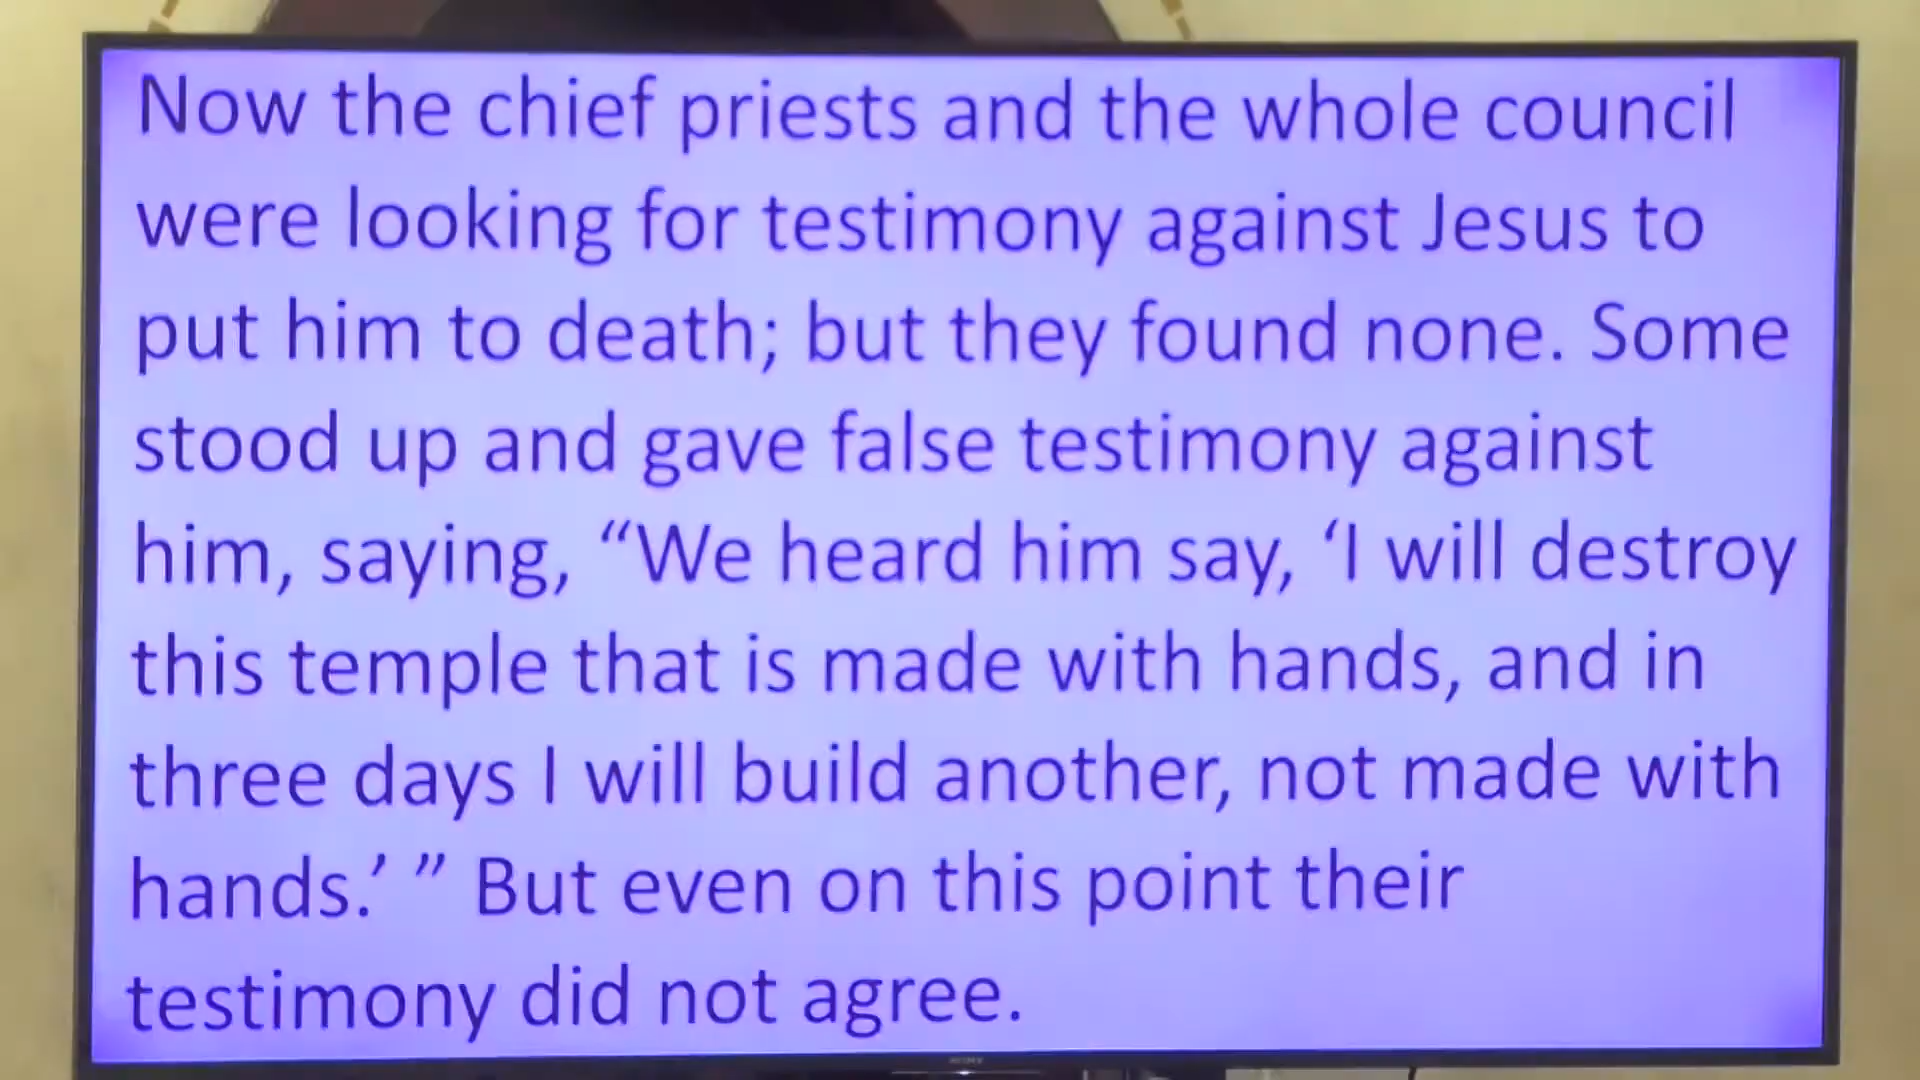 Now the chief priests and the whole council
were looking for testimony against Jesus to
put him to death; but they found none. Some
stood up and gave false testimony against
him, saying, “We heard him say, ‘I will destroy
this temple that is made with hands, and in
three days I will build another, not made with
hands.’ ” But even on this point their
testimony did not agree.
SONY